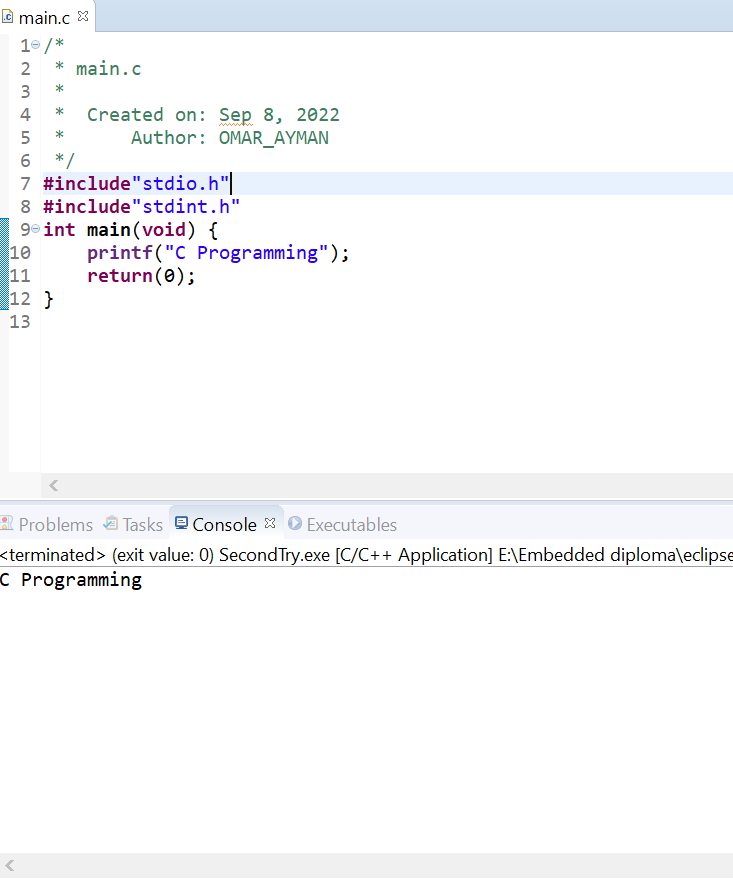 main.c
1 /*
2  * main.c
3  *
4  *  Created on: Sep 8, 2022
5  *      Author: OMAR_AYMAN
6  */
7 #include"stdio.h"
8 #include"stdint.h"
9 int main(void) {
10     printf("C Programming");
11     return(0);
12 }
13
Problems Tasks Console Executables
<terminated> (exit value: 0) SecondTry.exe [C/C++ Application] E:\Embedded diploma\eclipse
C Programming